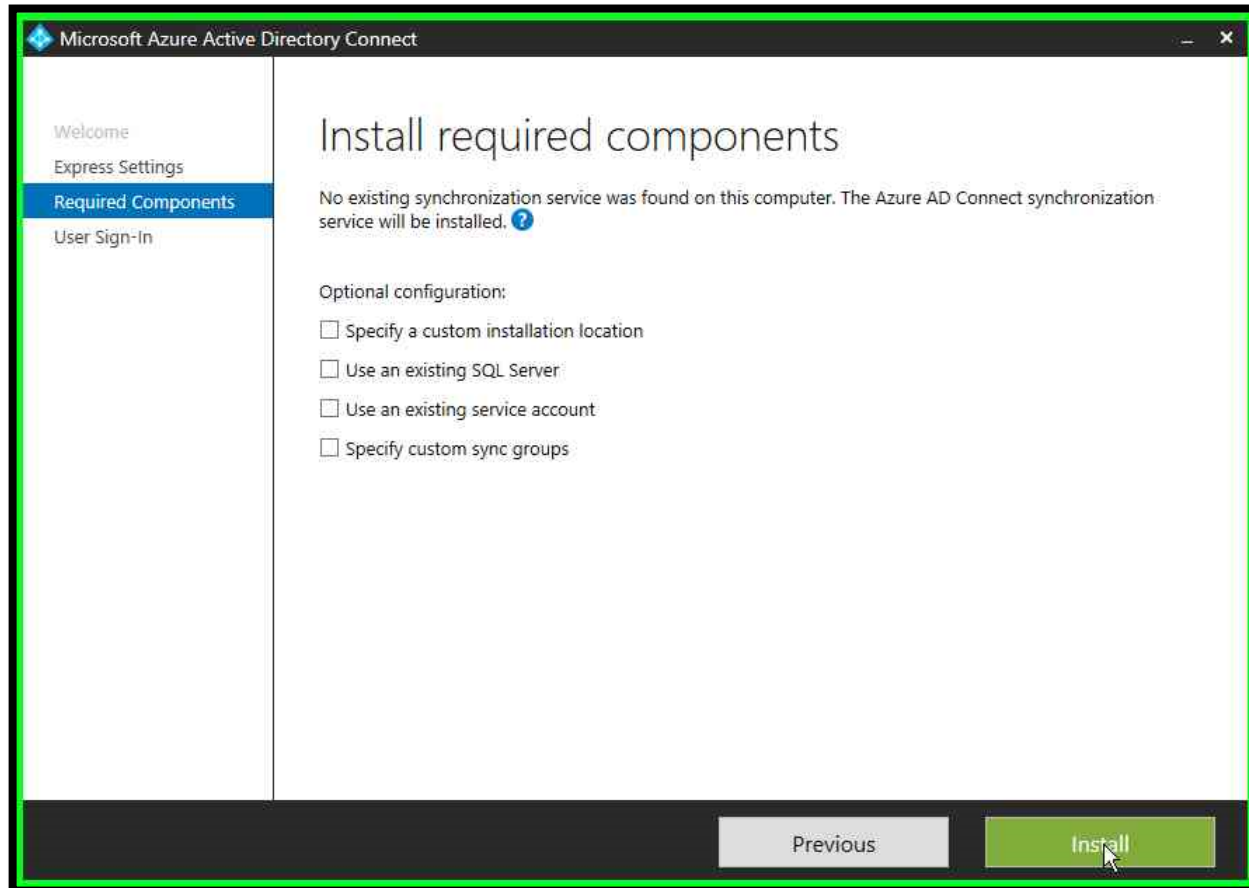 Microsoft Azure Active Directory Connect
Welcome
Express Settings
Required Components
User Sign-In
Install required components
No existing synchronization service was found on this computer. The Azure AD Connect synchronization
service will be installed. ?
Optional configuration:
Specify a custom installation location
Use an existing SQL Server
Use an existing service account
Specify custom sync groups
Previous
Install